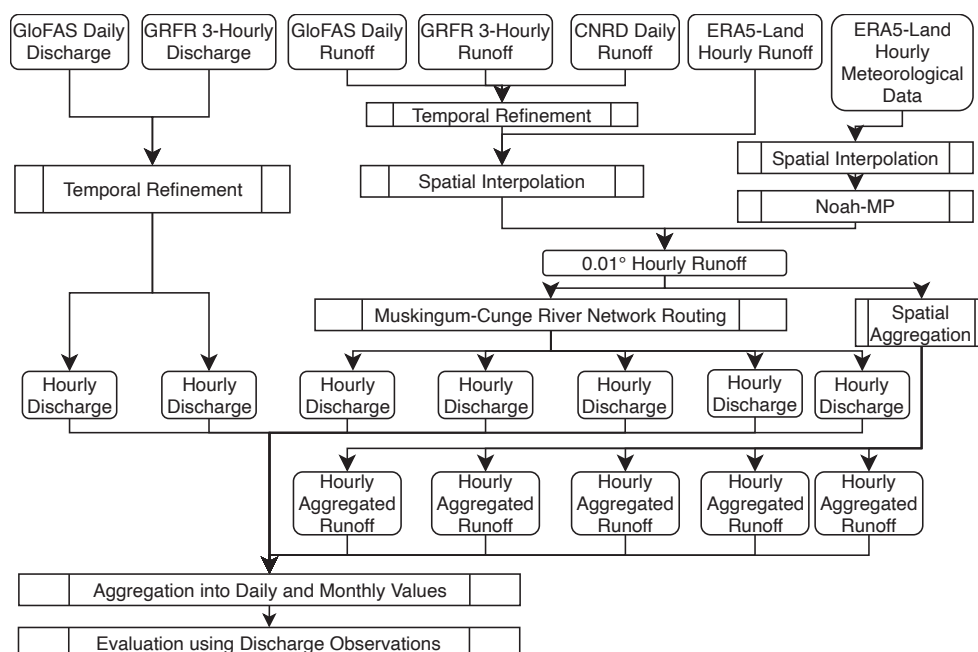 GloFAS Daily
Discharge
GRFR 3-Hourly
Discharge
GloFAS Daily
Runoff
GRFR 3-Hourly
Runoff
CNRD Daily
Runoff
ERA5-Land
Hourly Runoff
ERA5-Land
Hourly
Meteorological
Data
Temporal Refinement
Spatial Interpolation
Temporal Refinement
Spatial Interpolation
Noah-MP
0.01° Hourly Runoff
Muskingum-Cunge River Network Routing
Spatial
Aggregation
Hourly
Discharge
Hourly
Discharge
Hourly
Discharge
Hourly
Discharge
Hourly
Discharge
Hourly
Discharge
Hourly
Discharge
Hourly
Aggregated
Runoff
Hourly
Aggregated
Runoff
Hourly
Aggregated
Runoff
Hourly
Aggregated
Runoff
Hourly
Aggregated
Runoff
Aggregation into Daily and Monthly Values
Evaluation using Discharge Observations